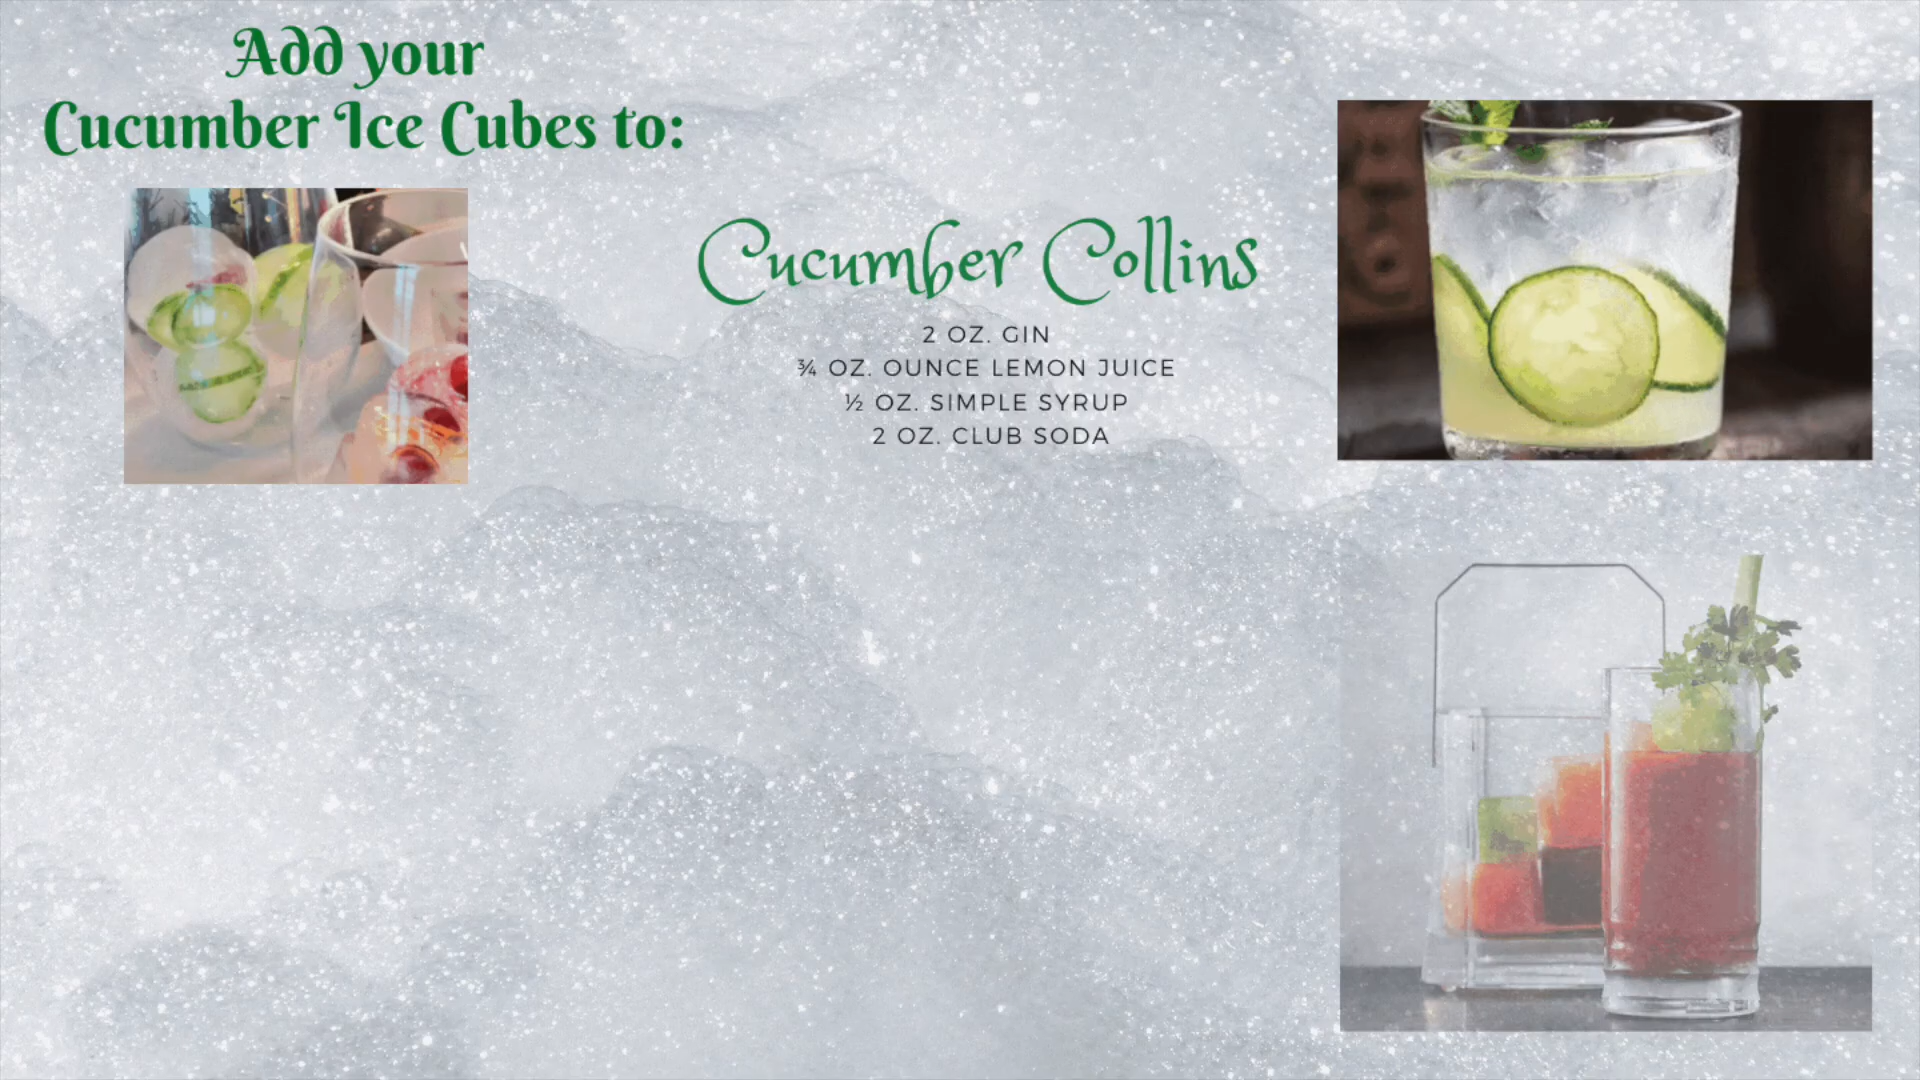 Add your
Cucumber Ice Cubes to:
Cucumber Collins
2 OZ. GIN
¾ OZ. OUNCE LEMON JUICE
½ OZ. SIMPLE SYRUP
2 OZ. CLUB SODA